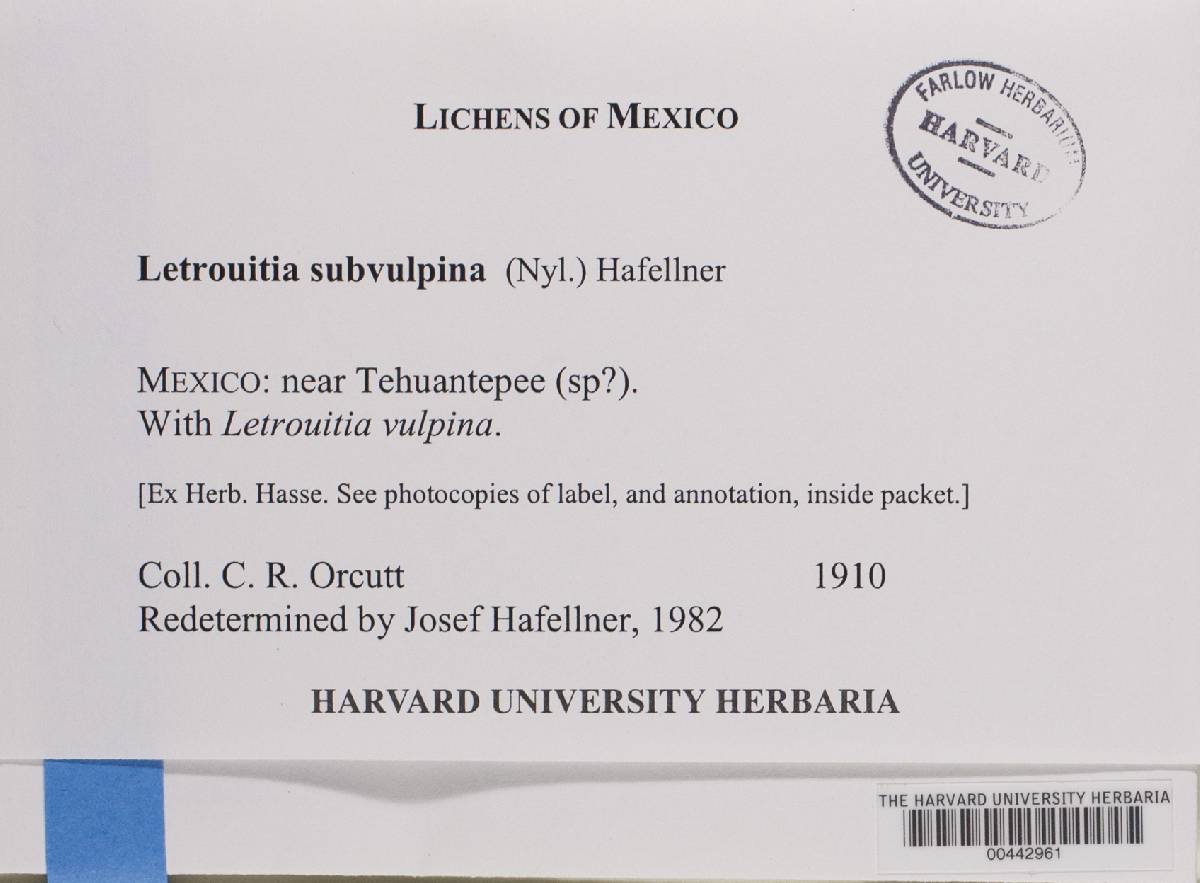 LICHENS OF MEXICO
FARLOW HERBARIUM
HARVARD
UNIVERSITY
Letrouitia subvulpina (Nyl.) Hafellner
MEXICO: near Tehuantepee (sp?).
With Letrouitia vulpina.
[Ex Herb. Hasse. See photocopies of label, and annotation, inside packet.]
Coll. C. R. Orcutt 1910
Redetermined by Josef Hafellner, 1982
HARVARD UNIVERSITY HERBARIA
THE HARVARD UNIVERSITY HERBARIA
00442961